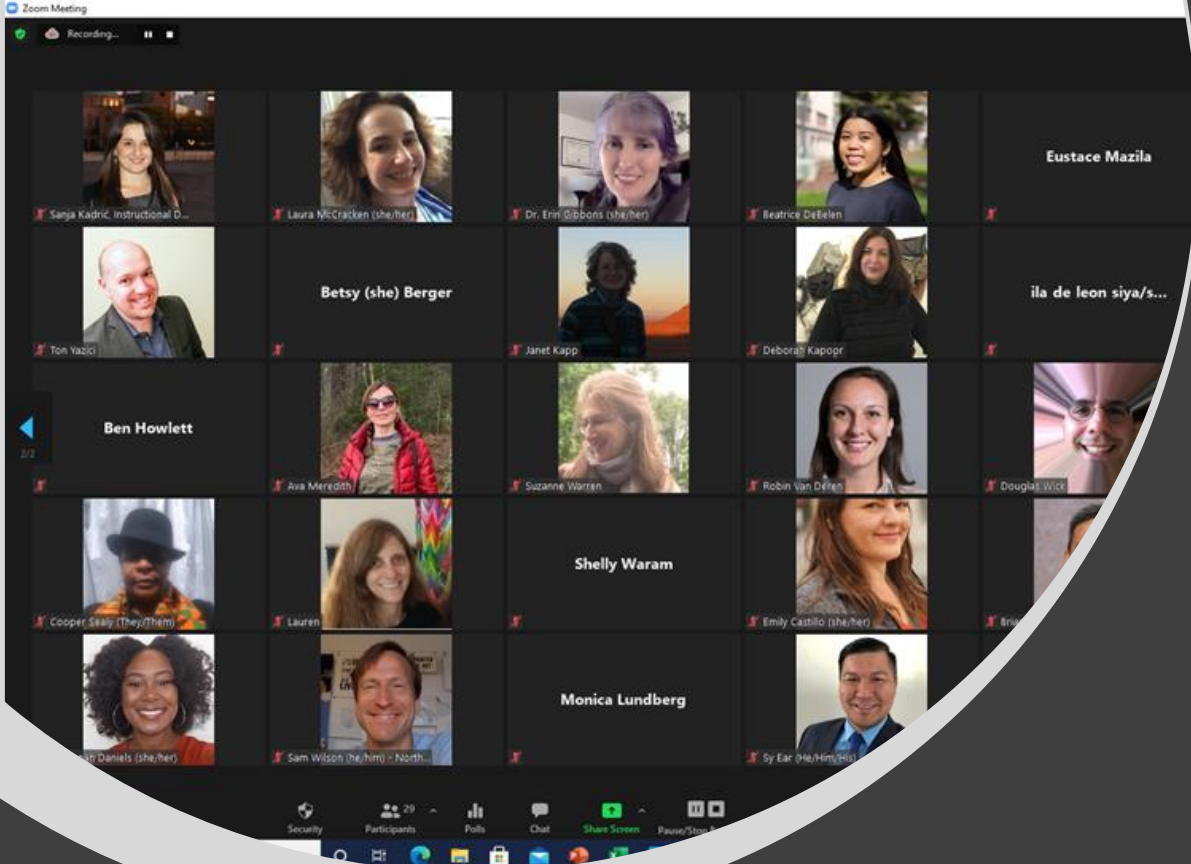 Zoom Meeting
Recording...
Sanja Kadrić, Instructional D...
Laura McCracken (she/her)
Dr. Erin Gibbons (she/her)
Beatrice DeBelen
Eustace Mazila
Ton Yazici
Betsy (she) Berger
Janet Kapp
Deborah Kapoor
ila de leon siya/s...
2/2
Ben Howlett
Ava Meredith
Suzanne Warren
Robin Van Deren
Douglas Wick
Cooper Sealy (They/Them)
Lauren
Shelly Waram
Emily Castillo (she/her)
Daniels (she/her)
Sam Wilson (he/him) - North...
Monica Lundberg
Sy Ear (He/Him/His)
Security
Participants
29
Polls
Chat
Share Screen
Pause/Stop